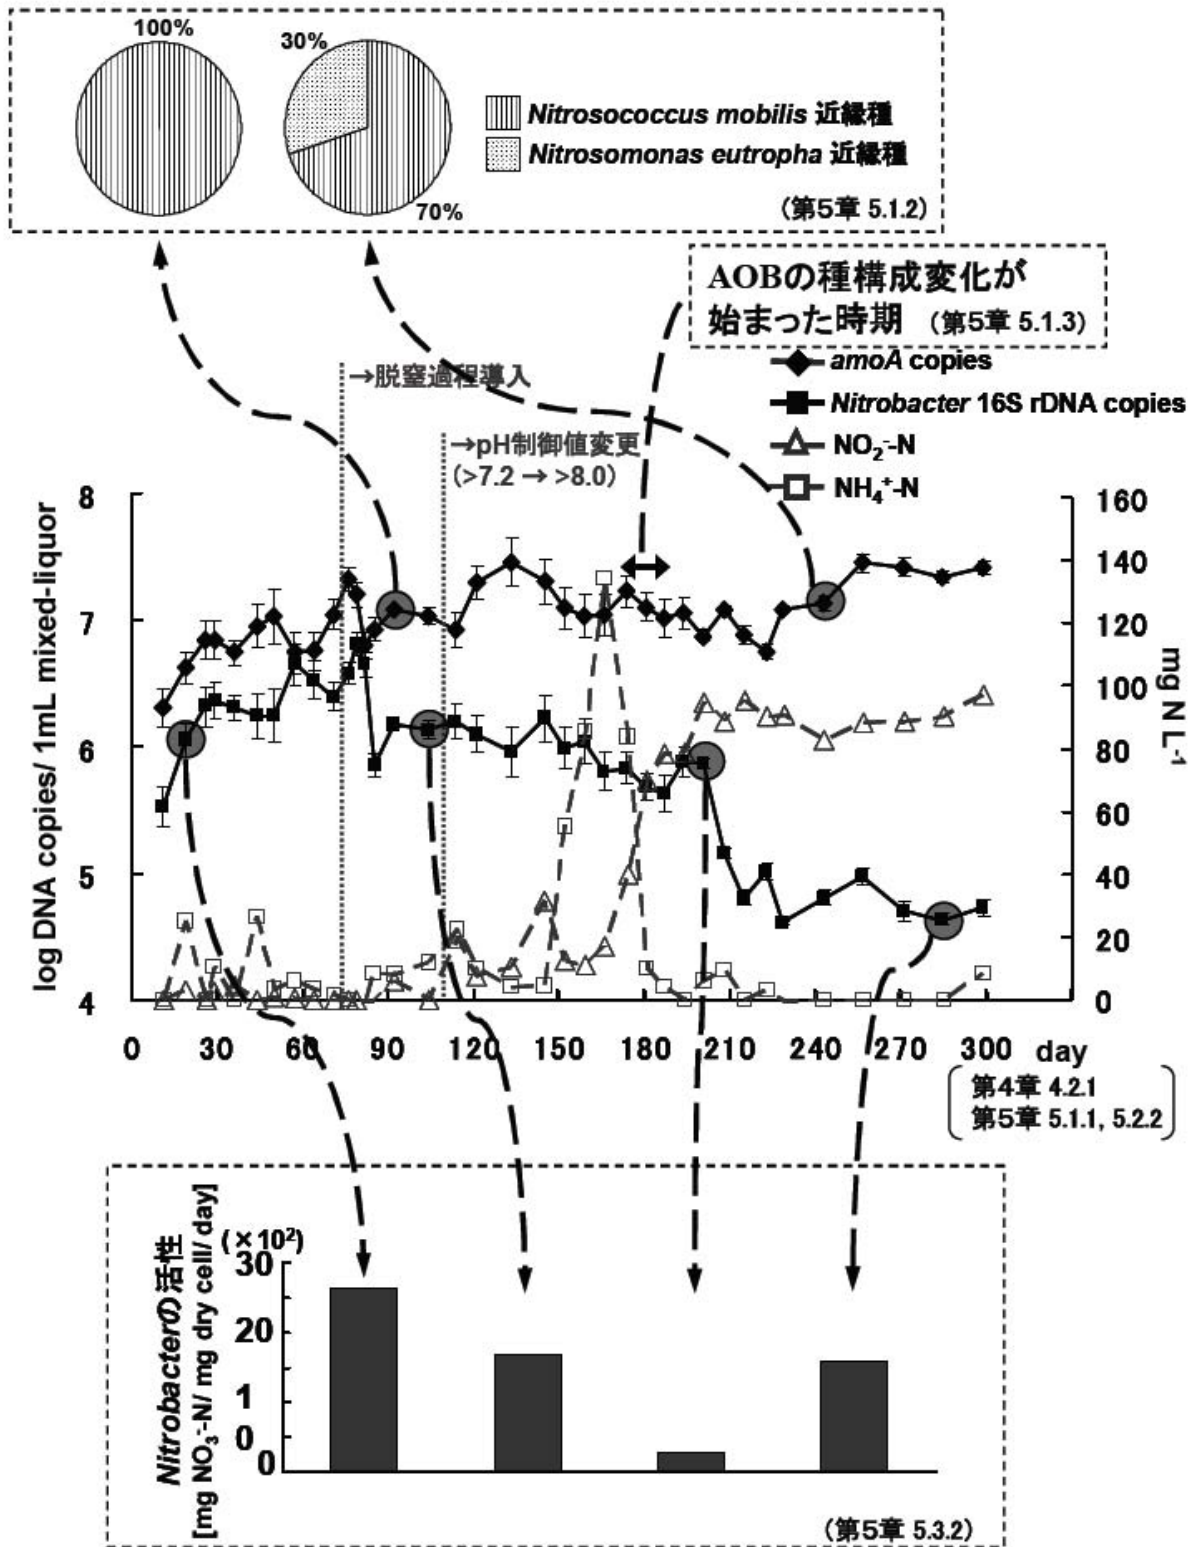 100%
30%
70%
Nitrosococcus mobilis 近縁種
Nitrosomonas eutropha 近縁種
(第5章 5.1.2)
AOBの種構成変化が
始まった時期 (第5章 5.1.3)
→脱窒過程導入
→pH制御値変更
(>7.2 → >8.0)
amoA copies
Nitrobacter 16S rDNA copies
NO₂⁻-N
NH₄⁺-N
log DNA copies/ 1mL mixed-liquor
8
7
6
5
4
160
140
120
100
80
60
40
20
0
mg N L⁻¹
0 30 60 90 120 150 180 210 240 270 300 day
第4章 4.2.1
第5章 5.1.1, 5.2.2
Nitrobacterの活性
[mg NO₃⁻-N/ mg dry cell/ day]
(×10²)
30
20
1
0
0
(第5章 5.3.2)